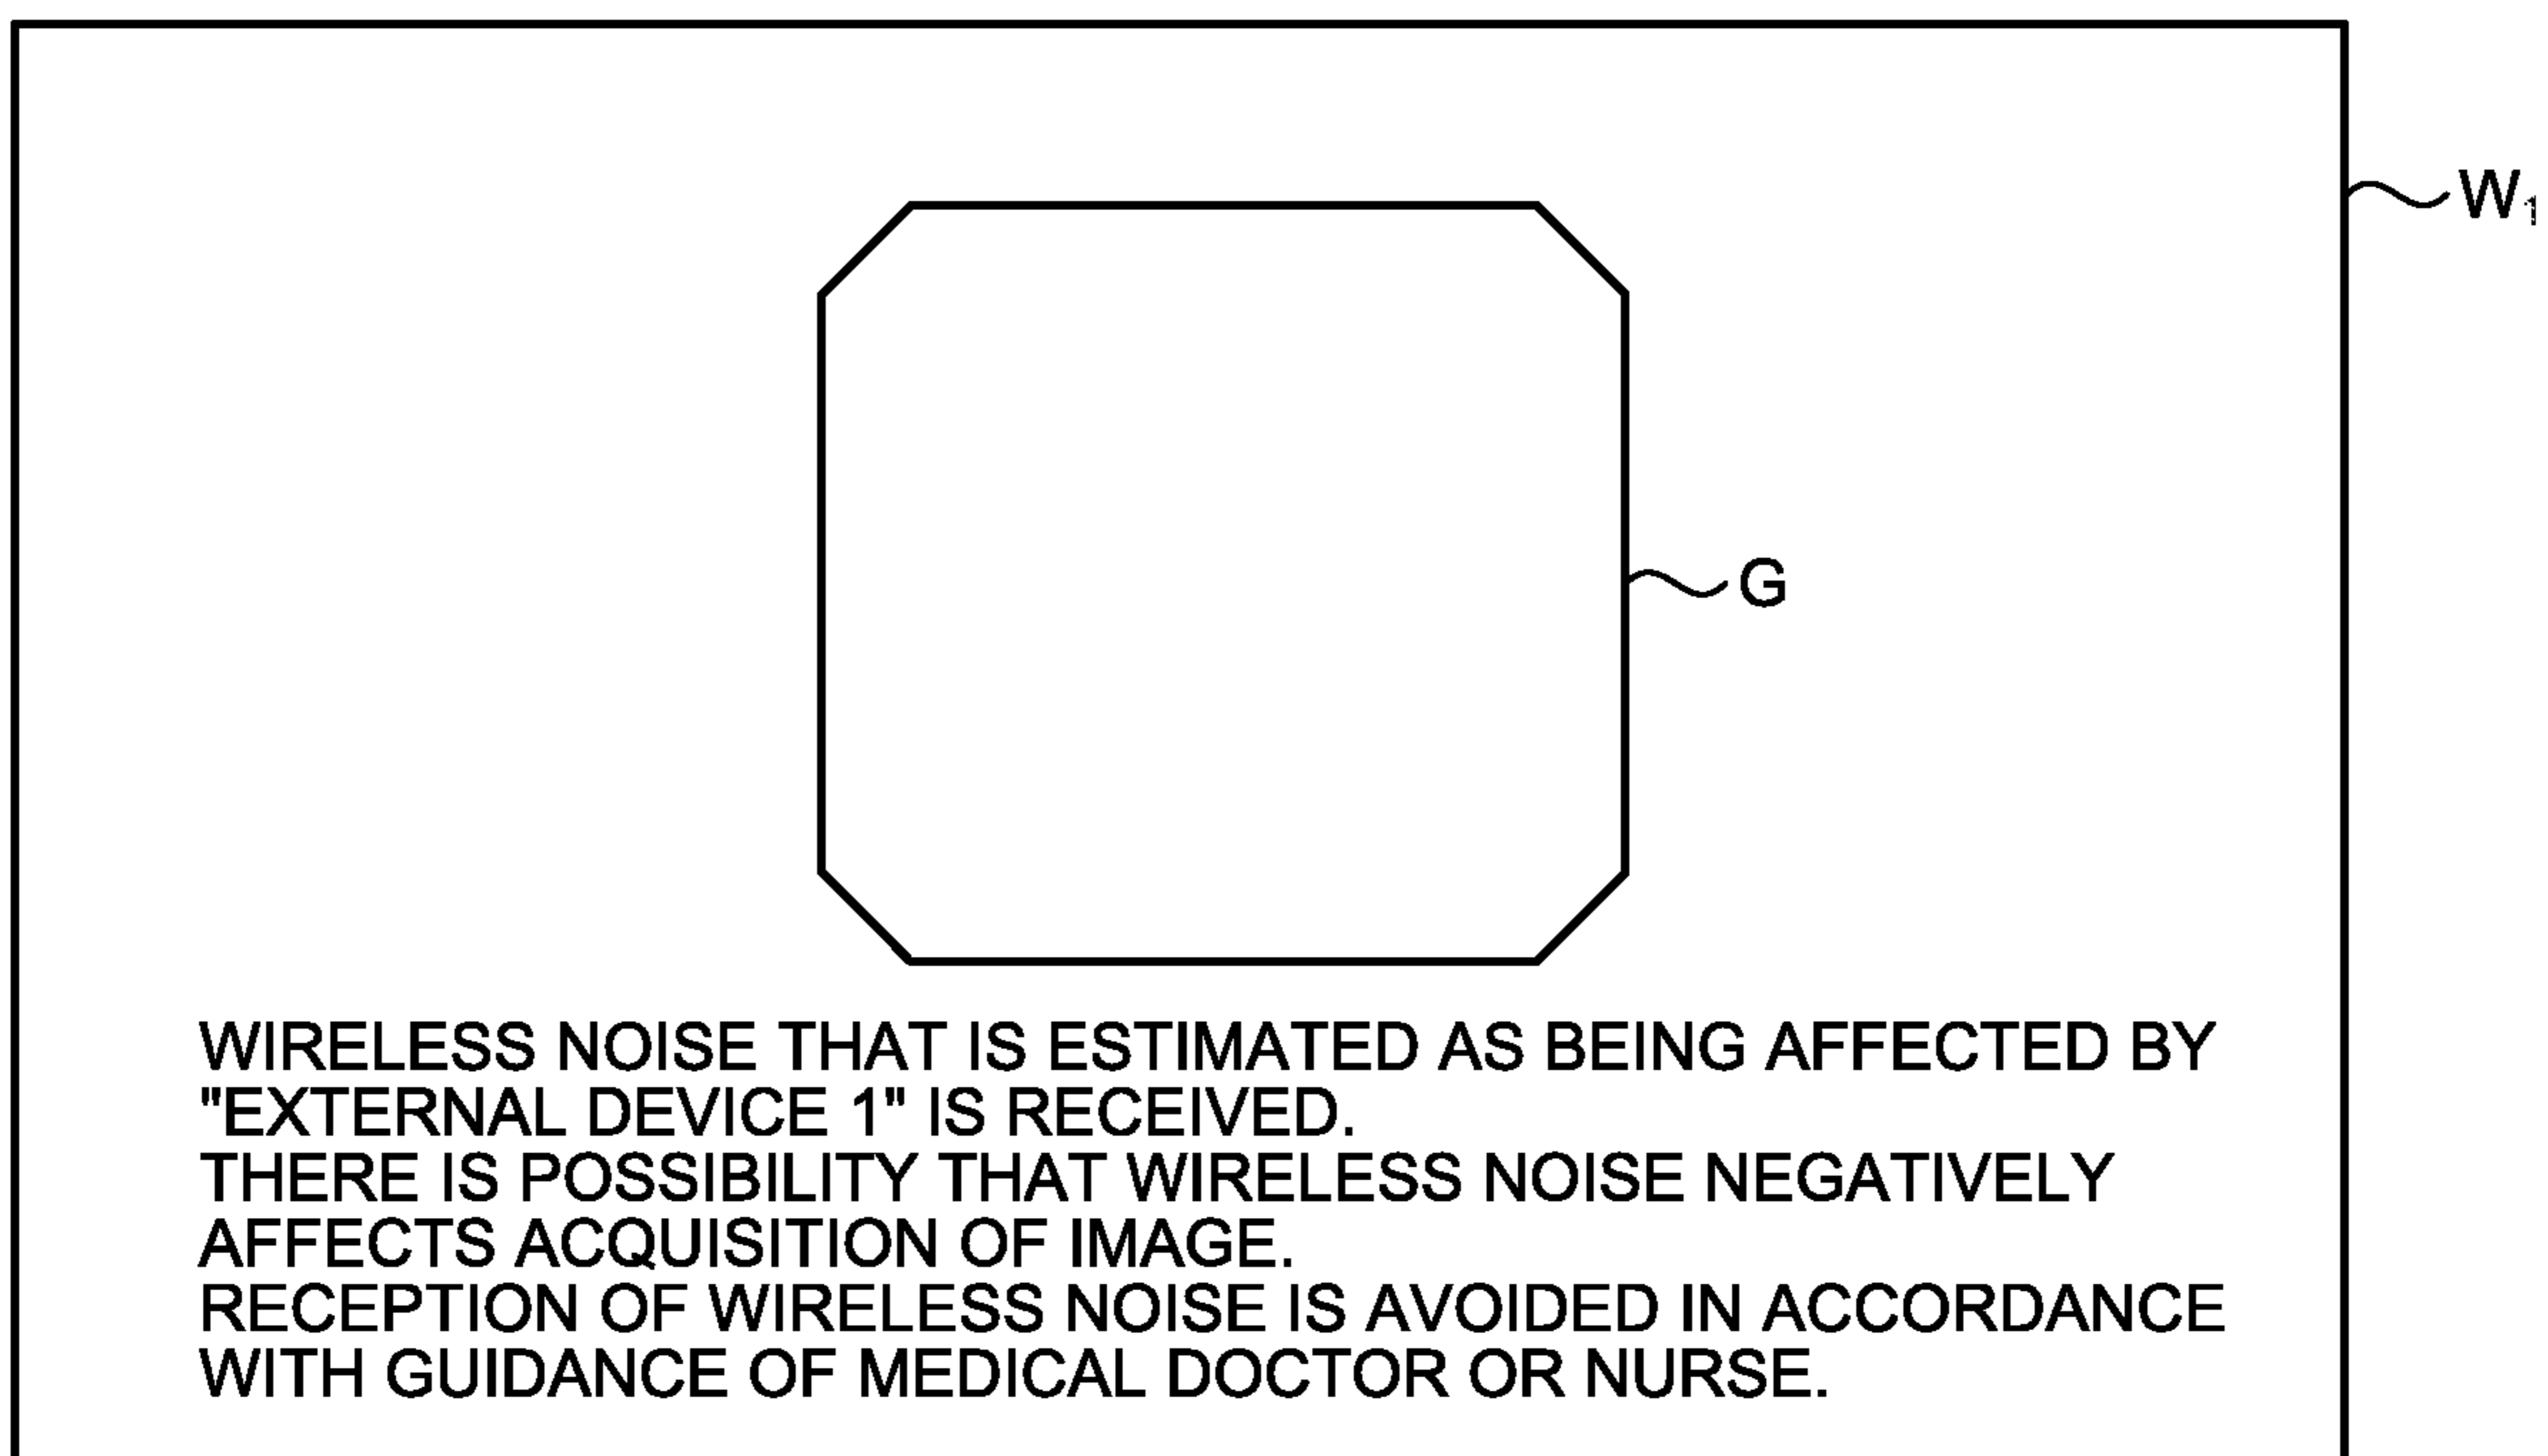 W₁
G
WIRELESS NOISE THAT IS ESTIMATED AS BEING AFFECTED BY
"EXTERNAL DEVICE 1" IS RECEIVED.
THERE IS POSSIBILITY THAT WIRELESS NOISE NEGATIVELY
AFFECTS ACQUISITION OF IMAGE.
RECEPTION OF WIRELESS NOISE IS AVOIDED IN ACCORDANCE
WITH GUIDANCE OF MEDICAL DOCTOR OR NURSE.